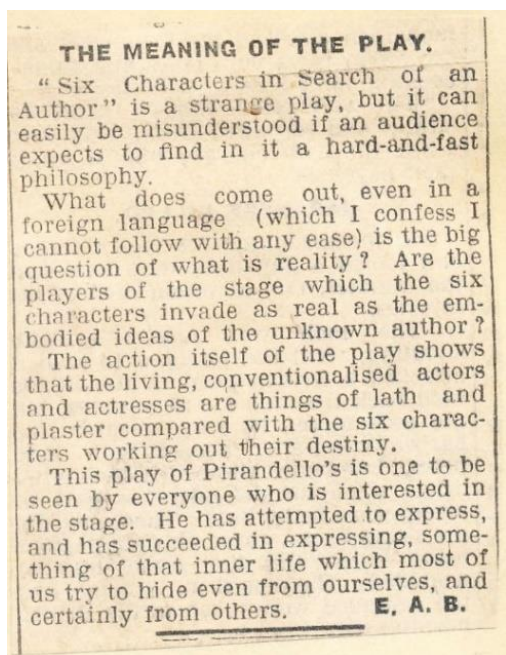 THE MEANING OF THE PLAY.
"Six Characters in Search of an
Author" is a strange play, but it can
easily be misunderstood if an audience
expects to find in it a hard-and-fast
philosophy.
What does come out, even in a
foreign language (which I confess I
cannot follow with any ease) is the big
question of what is reality? Are the
players of the stage which the six
characters invade as real as the em-
bodied ideas of the unknown author?
The action itself of the play shows
that the living, conventionalised actors
and actresses are things of lath and
plaster compared with the six charac-
ters working out their destiny.
This play of Pirandello's is one to be
seen by everyone who is interested in
the stage. He has attempted to express,
and has succeeded in expressing, some-
thing of that inner life which most of
us try to hide even from ourselves, and
certainly from others. E. A. B.